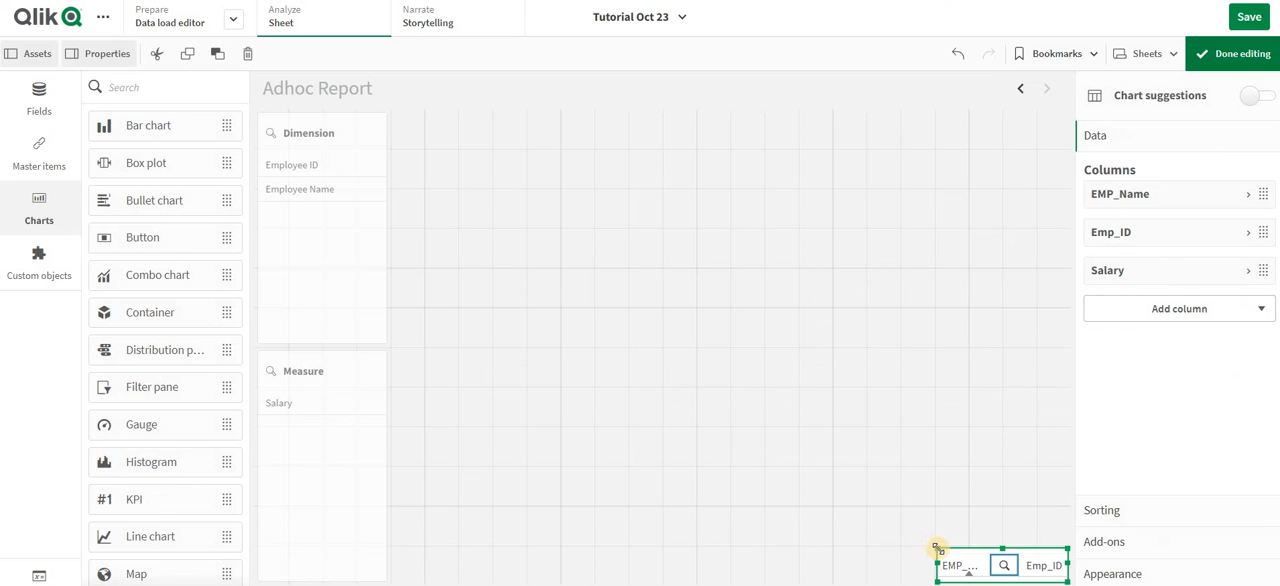 Qlik
Prepare
Data load editor
Analyze
Sheet
Narrate
Storytelling
Tutorial Oct 23
Save
Assets
Properties
Bookmarks
Sheets
Done editing
Fields
Master items
Charts
Custom objects
Search
Bar chart
Box plot
Bullet chart
Button
Combo chart
Container
Distribution p...
Filter pane
Gauge
Histogram
#1 KPI
Line chart
Map
Adhoc Report
Dimension
Employee ID
Employee Name
Measure
Salary
EMP_...
Emp_ID
Chart suggestions
Data
Columns
EMP_Name
Emp_ID
Salary
Add column
Sorting
Add-ons
Appearance